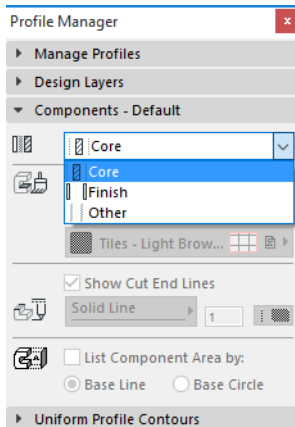 Profile Manager
x
Manage Profiles
Design Layers
Components - Default
Core
Core
Finish
Other
Tiles - Light Brow...
Show Cut End Lines
Solid Line
1
List Component Area by:
Base Line Base Circle
Uniform Profile Contours